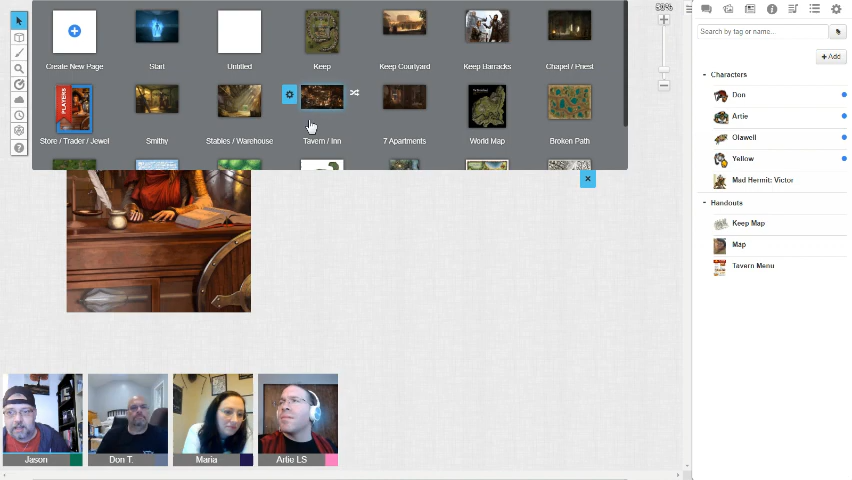 90%
Create New Page
Start
Untitled
Keep
Keep Courtyard
Keep Barracks
Chapel / Priest
PLAYERS
Store / Trader / Jewel
Smithy
Stables / Warehouse
Tavern / Inn
7 Apartments
World Map
Broken Path
Search by tag or name...
+ Add
Characters
Don
Artie
Olawell
Yellow
Mad Hermit: Victor
Handouts
Keep Map
Map
Tavern Menu
Jason
Don T.
Maria
Artie LS